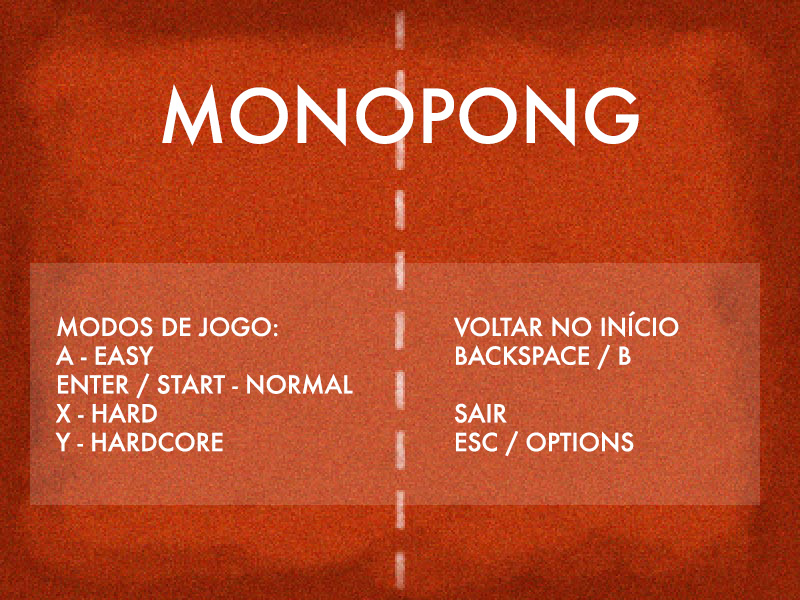 MONOPONG
MODOS DE JOGO:
A - EASY
ENTER / START - NORMAL
X - HARD
Y - HARDCORE
VOLTAR NO INÍCIO
BACKSPACE / B
SAIR
ESC / OPTIONS